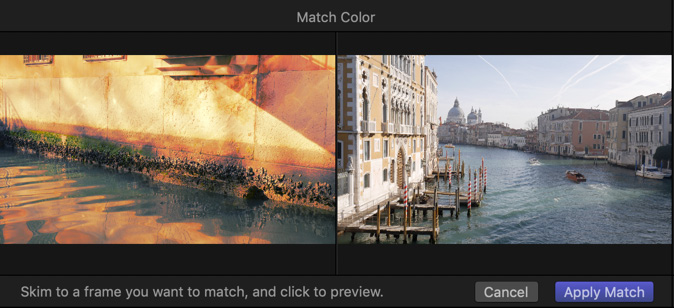 Match Color
Skim to a frame you want to match, and click to preview.
Cancel
Apply Match